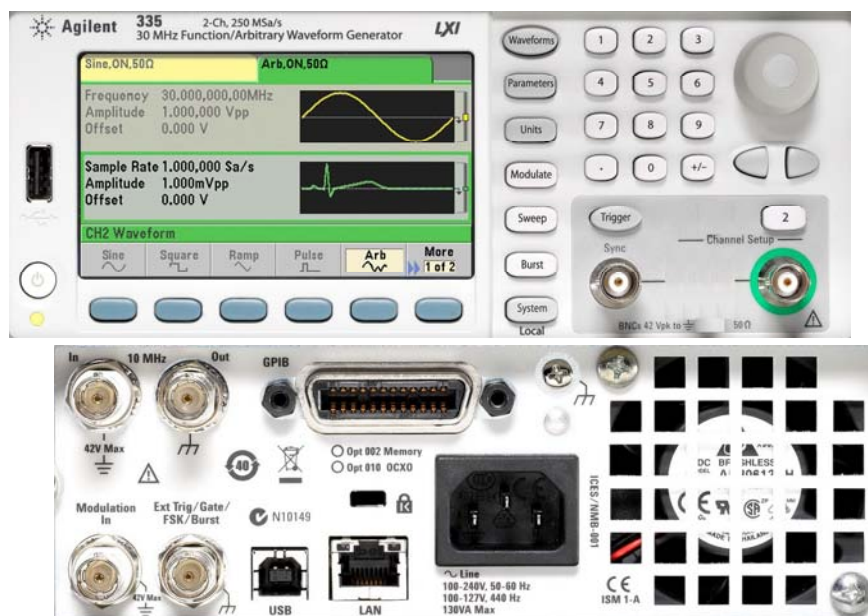 Agilent 335 2-Ch, 250 MSa/s
30 MHz Function/Arbitrary Waveform Generator
LXI
Sine,ON,50Ω Arb,ON,50Ω
Frequency 30.000,000,00MHz
Amplitude 1.000,000 Vpp
Offset 0.000 V
Sample Rate 1.000,000 Sa/s
Amplitude 1.000mVpp
Offset 0.000 V
CH2 Waveform
Sine Square Ramp Pulse Arb More
1 of 2
Waveforms 1 2 3
Parameters 4 5 6
Units 7 8 9
Modulate . 0 +/-
Sweep Trigger 2
Sync Channel Setup
Burst
System
Local
BNCs 42 Vpk to 50Ω
In 10 MHz Out GPIB
42V Max
40
Opt 002 Memory
Opt 010 OCXO
Modulation
In
Ext Trig/Gate/
FSK/Burst
N10149
K
42V Max
USB LAN
Line
100-240V, 50-60 Hz
100-127V, 440 Hz
130VA Max
ICES/NMB-001
DC BRUSHLESS
CE
ISM 1-A